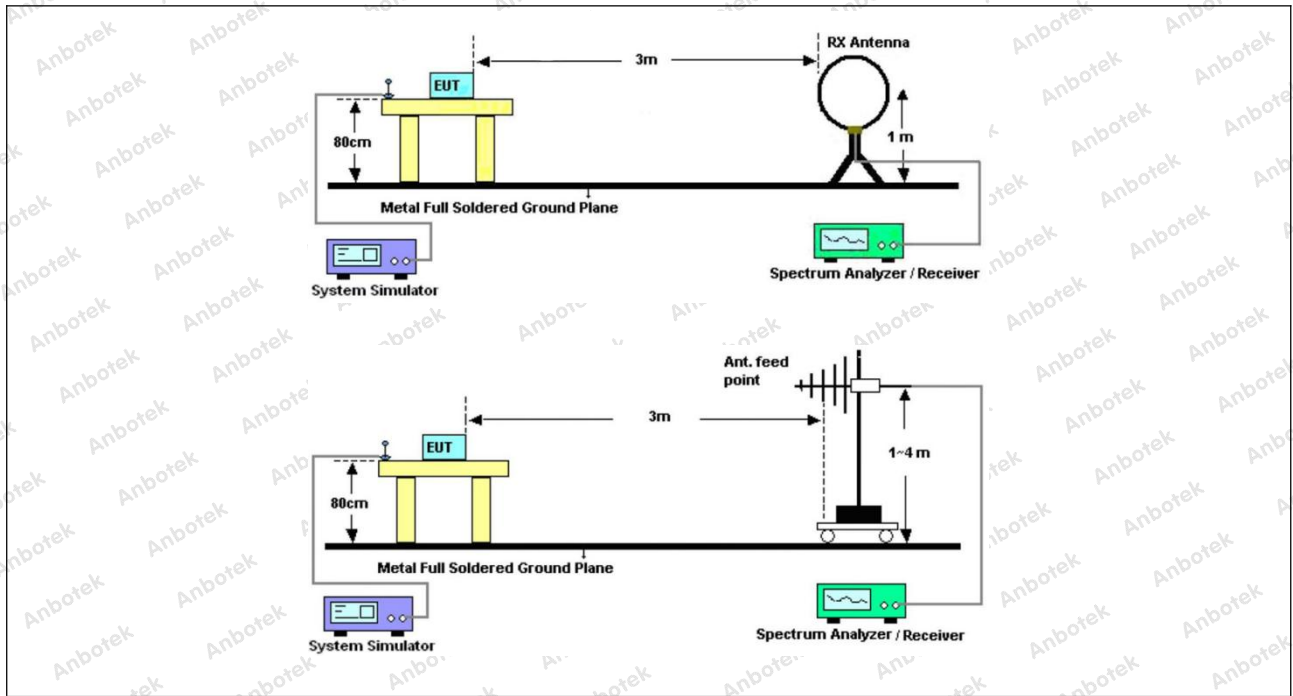 RX Antenna
3m
EUT
80cm
1 m
Metal Full Soldered Ground Plane
System Simulator
Spectrum Analyzer / Receiver
Ant. feed
point
3m
EUT
80cm
1~4 m
Metal Full Soldered Ground Plane
System Simulator
Spectrum Analyzer / Receiver
Anbotek